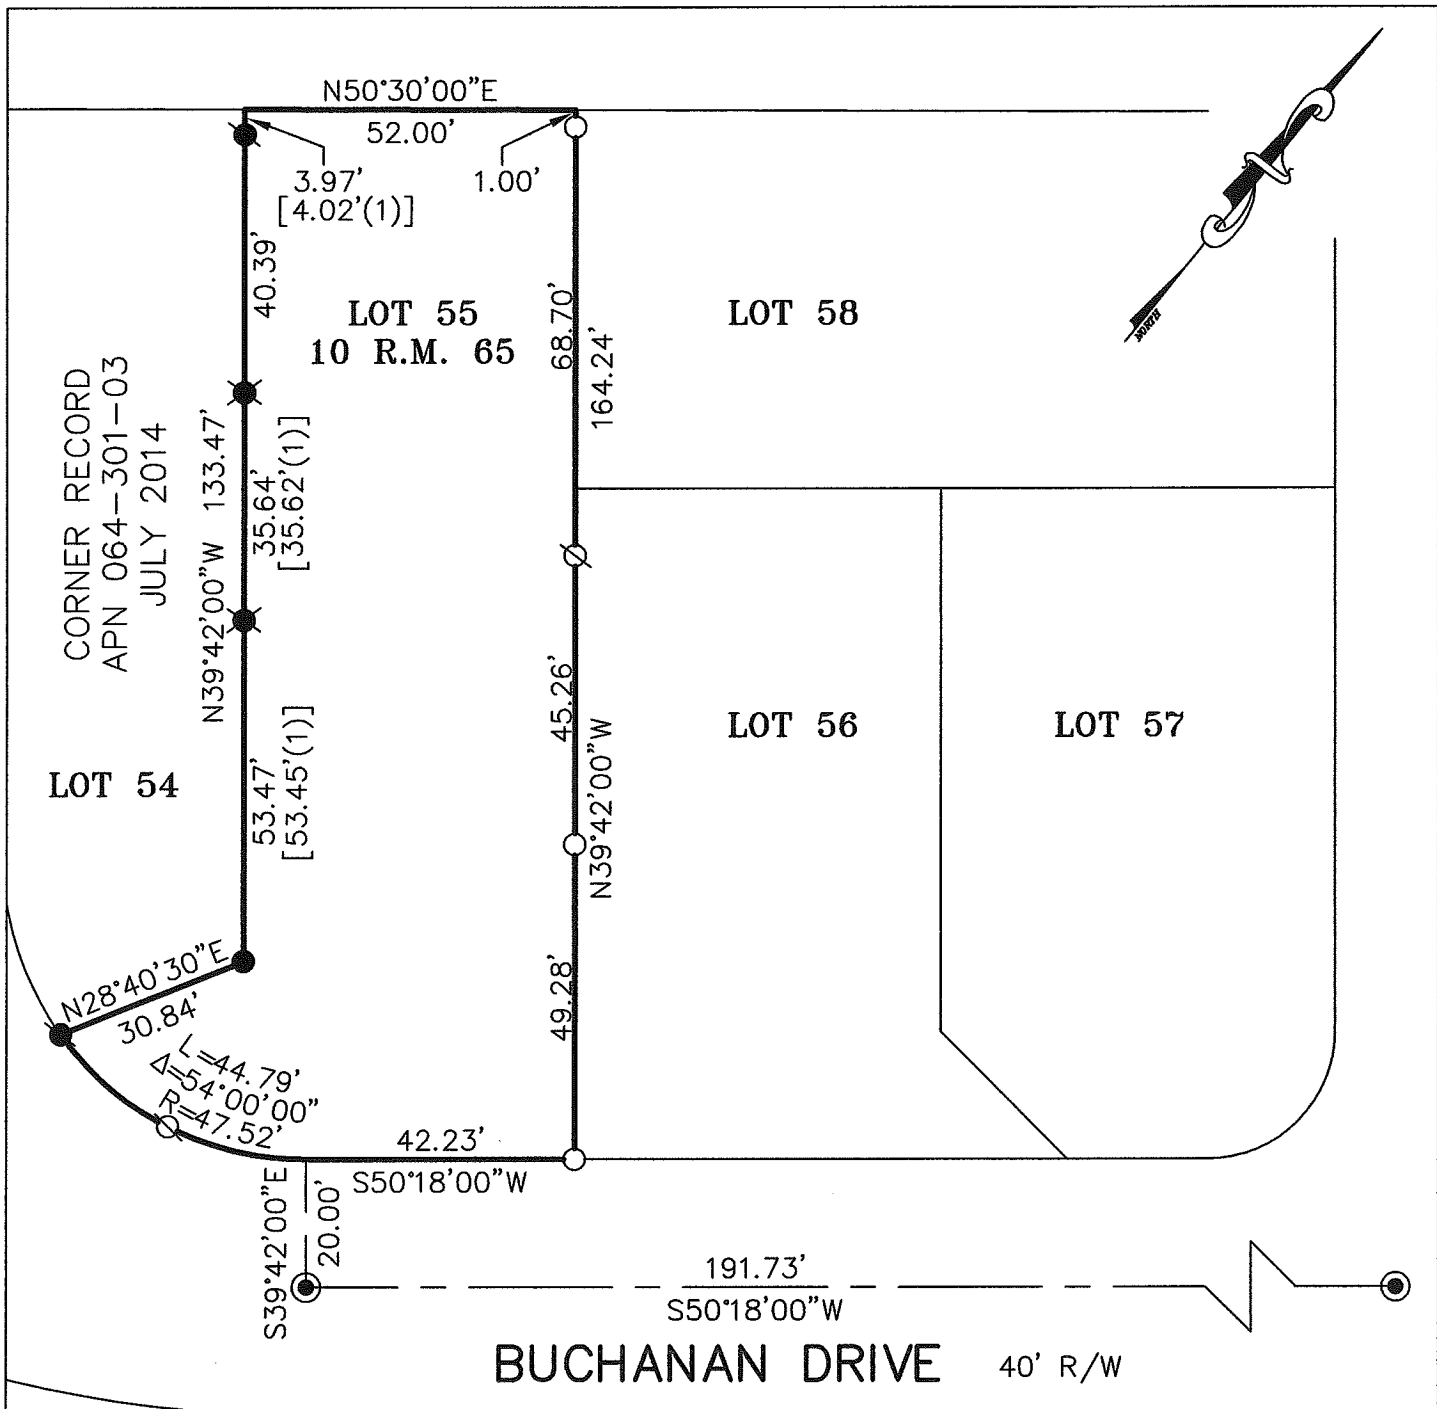 N50°30'00"E
52.00'
3.97'
[4.02'(1)]
1.00'
NORTH
40.39'
LOT 55
10 R.M. 65
68.70'
164.24'
LOT 58
CORNER RECORD
APN 064-301-03
JULY 2014
N39°42'00"W 133.47'
35.64'
[35.62'(1)]
53.47'
[53.45'(1)]
LOT 54
45.26'
N39°42'00"W
LOT 56
LOT 57
49.28'
N28°40'30"E
30.84'
L=44.79'
Δ=54°00'00"
R=47.52'
42.23'
S50°18'00"W
S39°42'00"E
20.00'
191.73'
S50°18'00"W
BUCHANAN DRIVE 40' R/W